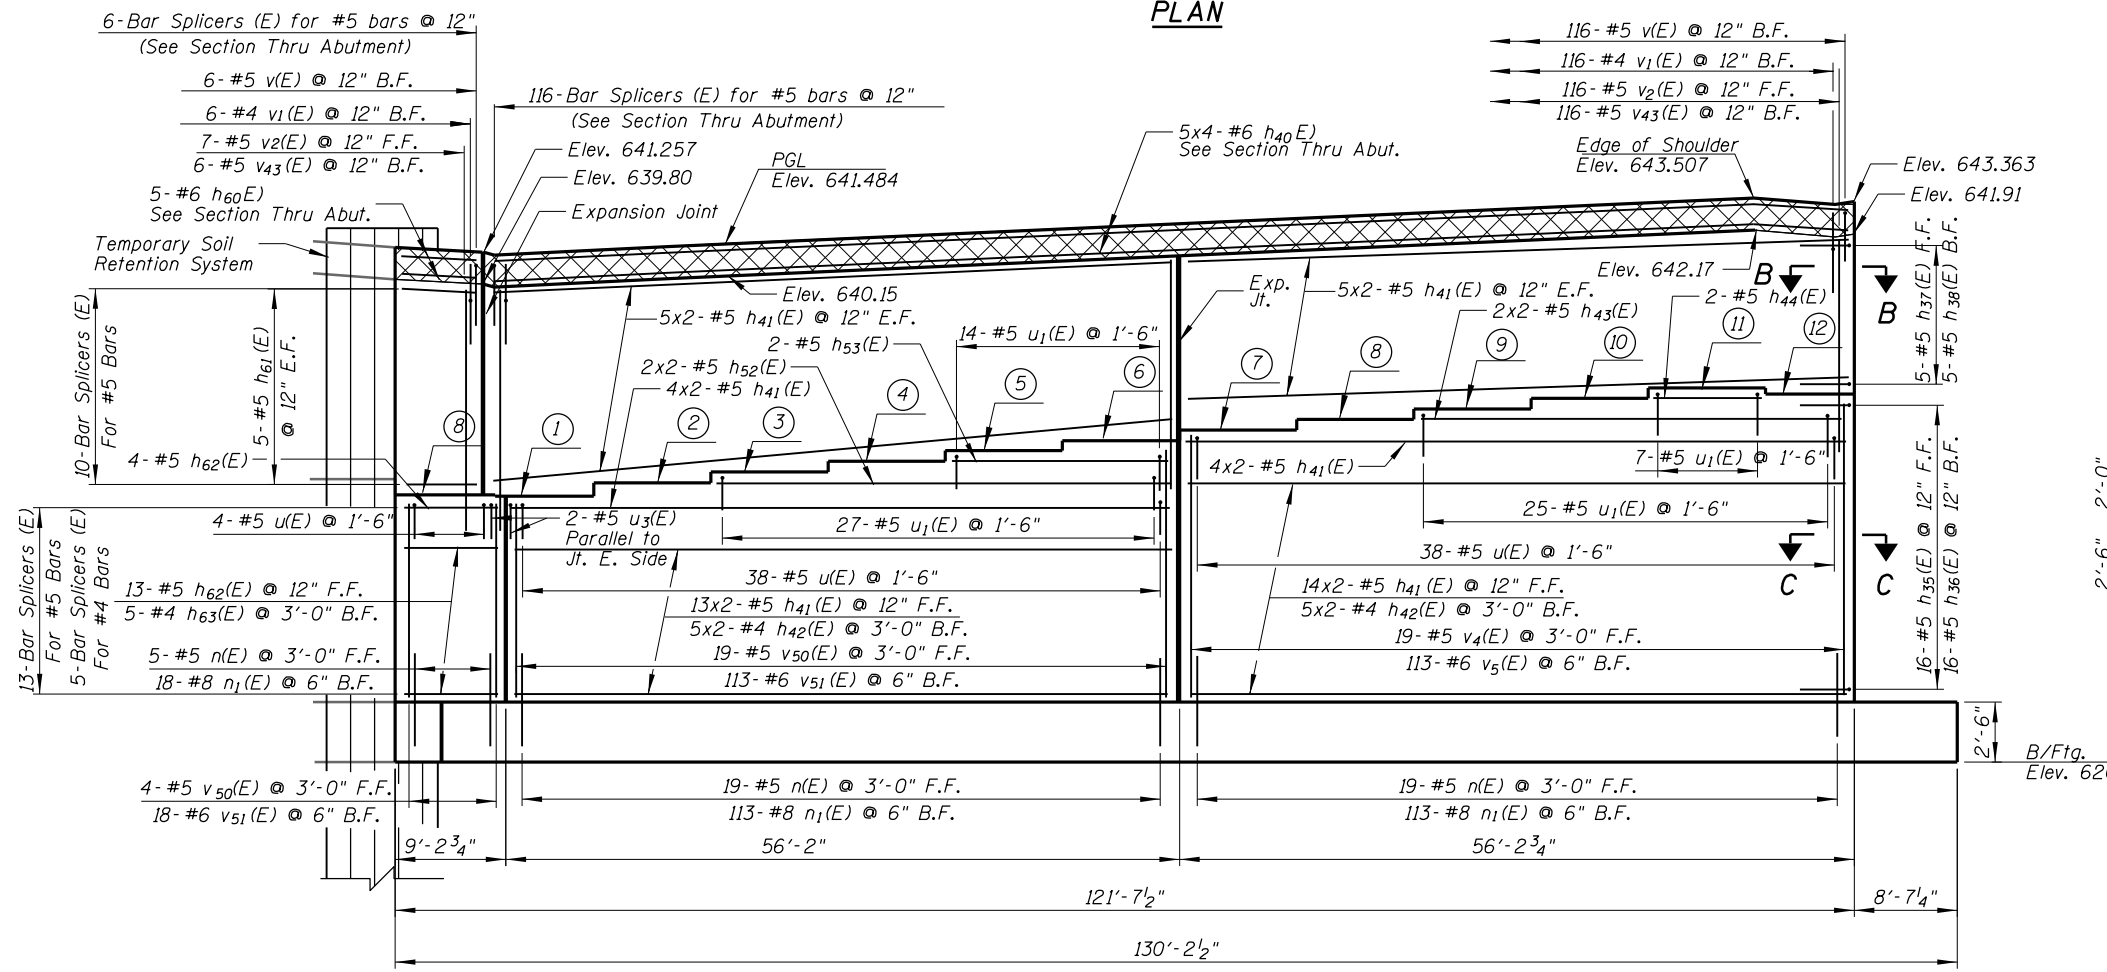 PLAN
6-Bar Splicers (E) for #5 bars @ 12"
(See Section Thru Abutment)
6-#5 v(E) @ 12" B.F.
6-#4 v1(E) @ 12" B.F.
7-#5 v2(E) @ 12" F.F.
6-#5 v43(E) @ 12" B.F.
5-#6 h60E)
See Section Thru Abut.
Temporary Soil
Retention System
116-Bar Splicers (E) for #5 bars @ 12"
(See Section Thru Abutment)
Elev. 641.257
Elev. 639.80
Expansion Joint
PGL
Elev. 641.484
5x4-#6 h40E)
See Section Thru Abut.
116-#5 v(E) @ 12" B.F.
116-#4 v1(E) @ 12" B.F.
116-#5 v2(E) @ 12" F.F.
116-#5 v43(E) @ 12" B.F.
Edge of Shoulder
Elev. 643.507
Elev. 643.363
Elev. 641.91
Elev. 640.15
Elev. 642.17
B
B
Exp.
Jt.
5x2-#5 h41(E) @ 12" E.F.
5x2-#5 h41(E) @ 12" E.F.
2-#5 h44(E)
2x2-#5 h43(E)
14-#5 u1(E) @ 1'-6"
2-#5 h53(E)
2x2-#5 h52(E)
4x2-#5 h41(E)
10-Bar Splicers (E)
For #5 Bars
5-#5 h61(E)
@ 12" E.F.
5-#5 h37(E) F.F.
5-#5 h38(E) B.F.
8
1
2
3
4
5
6
7
8
9
10
11
12
4-#5 h62(E)
4x2-#5 h41(E)
7-#5 u1(E) @ 1'-6"
4-#5 u(E) @ 1'-6"
2-#5 u3(E)
Parallel to
Jt. E. Side
27-#5 u1(E) @ 1'-6"
25-#5 u1(E) @ 1'-6"
38-#5 u(E) @ 1'-6"
38-#5 u(E) @ 1'-6"
C
C
13-Bar Splicers (E)
For #5 Bars
5-Bar Splicers (E)
For #4 Bars
13-#5 h62(E) @ 12" F.F.
5-#4 h63(E) @ 3'-0" B.F.
13x2-#5 h41(E) @ 12" F.F.
5x2-#4 h42(E) @ 3'-0" B.F.
14x2-#5 h41(E) @ 12" F.F.
5x2-#4 h42(E) @ 3'-0" B.F.
16-#5 h35(E) @ 12" F.F.
16-#5 h36(E) @ 12" B.F.
5-#5 n(E) @ 3'-0" F.F.
18-#8 n1(E) @ 6" B.F.
19-#5 v50(E) @ 3'-0" F.F.
113-#6 v51(E) @ 6" B.F.
19-#5 v4(E) @ 3'-0" F.F.
113-#6 v5(E) @ 6" B.F.
2'-0"
2'-6"
2'-6"
B/Ftg.
4-#5 v50(E) @ 3'-0" F.F.
18-#6 v51(E) @ 6" B.F.
19-#5 n(E) @ 3'-0" F.F.
113-#8 n1(E) @ 6" B.F.
19-#5 n(E) @ 3'-0" F.F.
113-#8 n1(E) @ 6" B.F.
Elev.
9'-2¾"
56'-2"
56'-2¾"
121'-7½"
8'-7¼"
130'-2½"